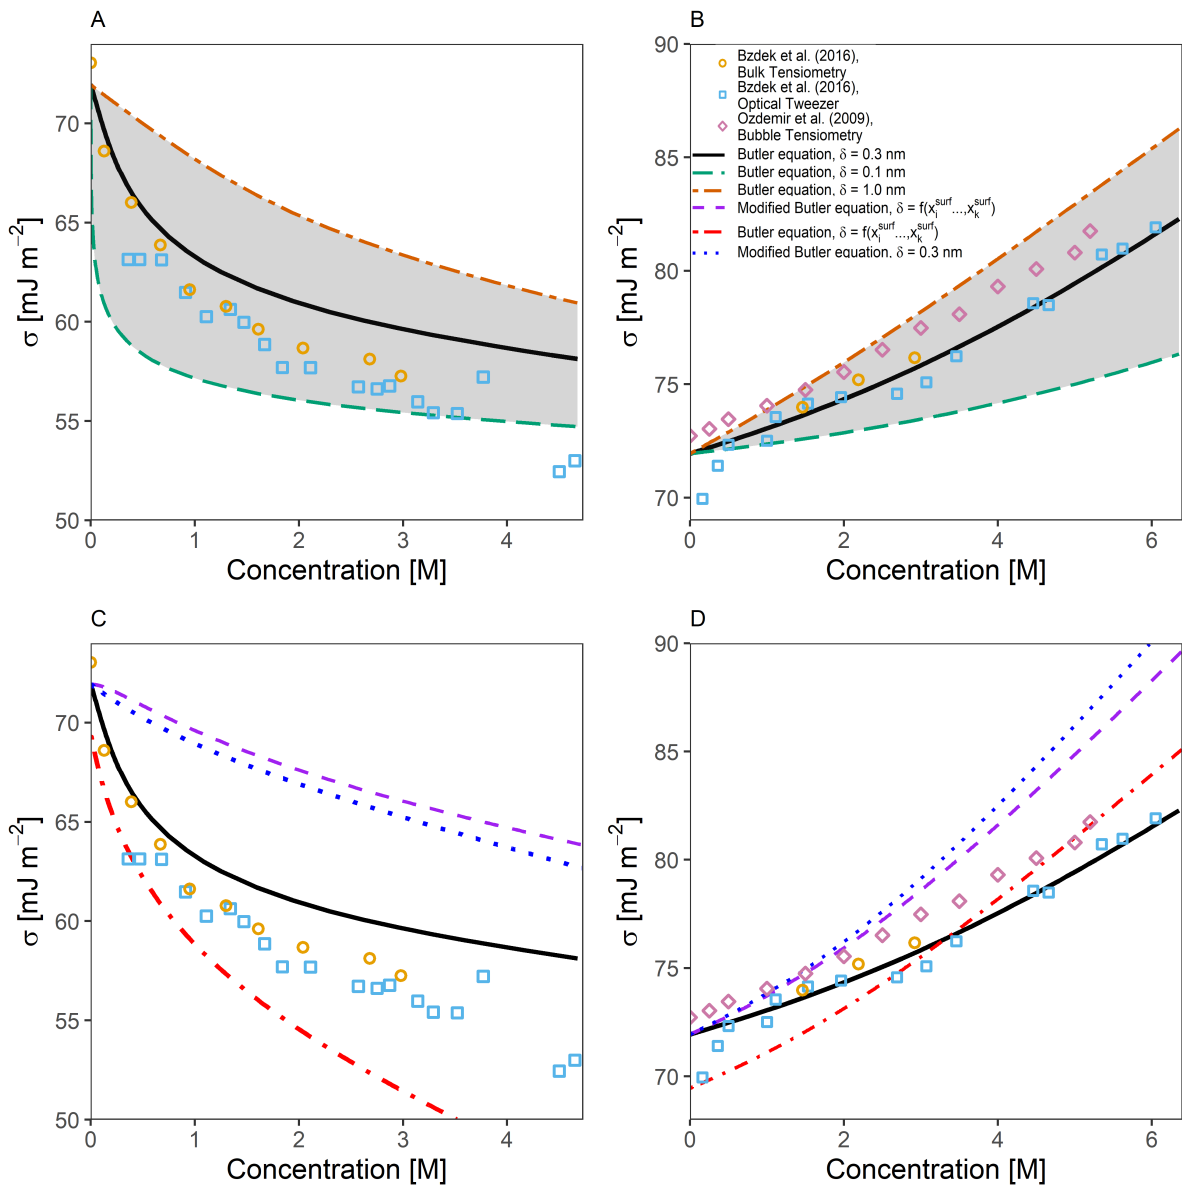 A
σ [mJ m⁻²]
70
65
60
55
50
0 1 2 3 4
Concentration [M]
B
σ [mJ m⁻²]
90
85
80
75
70
Bzdek et al. (2016),
Bulk Tensiometry
Bzdek et al. (2016),
Optical Tweezer
Ozdemir et al. (2009),
Bubble Tensiometry
Butler equation, δ = 0.3 nm
Butler equation, δ = 0.1 nm
Butler equation, δ = 1.0 nm
Modified Butler equation, δ = f(xᵢˢᵘʳᶠ...,xₖˢᵘʳᶠ)
Butler equation, δ = f(xᵢˢᵘʳᶠ...,xₖˢᵘʳᶠ)
Modified Butler equation, δ = 0.3 nm
0 2 4 6
Concentration [M]
C
σ [mJ m⁻²]
70
65
60
55
50
0 1 2 3 4
Concentration [M]
D
σ [mJ m⁻²]
90
85
80
75
70
0 2 4 6
Concentration [M]